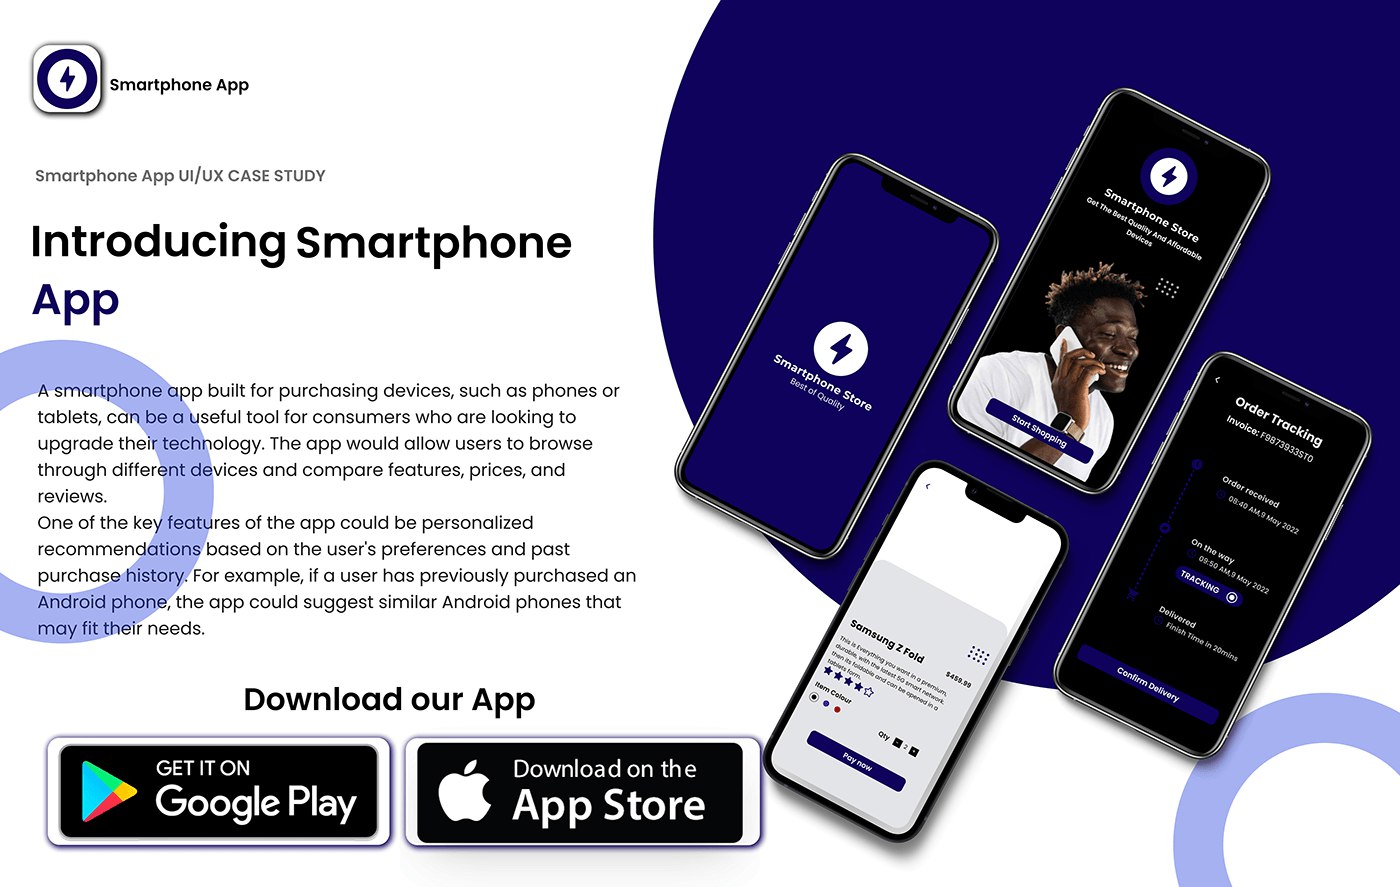 Smartphone App
Smartphone App UI/UX CASE STUDY
Introducing Smartphone
App
A smartphone app built for purchasing devices, such as phones or
tablets, can be a useful tool for consumers who are looking to
upgrade their technology. The app would allow users to browse
through different devices and compare features, prices, and
reviews.
One of the key features of the app could be personalized
recommendations based on the user's preferences and past
purchase history. For example, if a user has previously purchased an
Android phone, the app could suggest similar Android phones that
may fit their needs.
Download our App
GET IT ON
Google Play
Download on the
App Store
Smartphone Store
Best of Quality
Smartphone Store
Get The Best Quality And Affordable
Devices
Start Shopping
Samsung Z Fold
This is Everything you want in a premium,
durable, with the latest 5G smart network,
then its foldable and can be opened in a
tablets form.
$459.99
Item Colour
Qty - 2 +
Pay now
Order Tracking
Invoice: F9873933ST0
Order received
08:40 AM,9 May 2022
On the way
08:50 AM,9 May 2022
TRACKING
Delivered
Finish Time In 20mins
Confirm Delivery